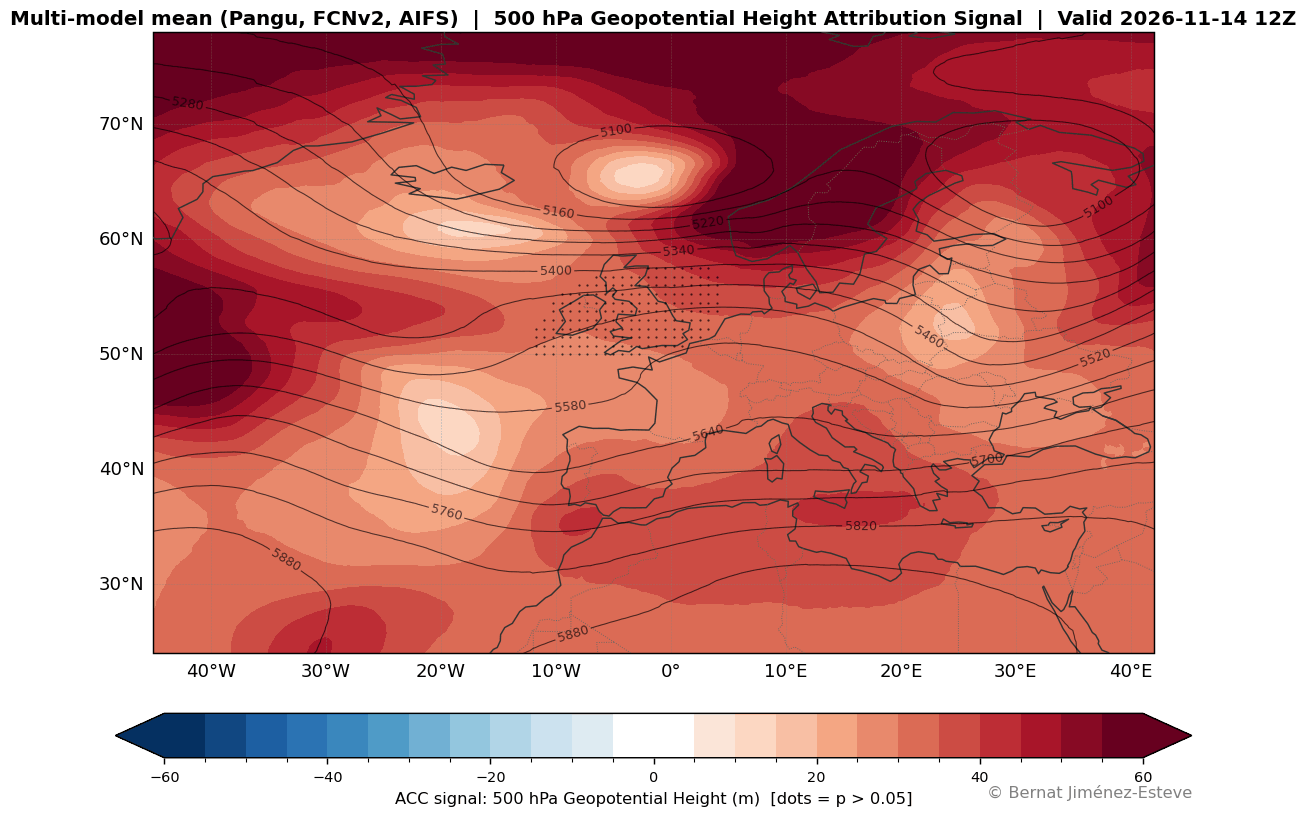 Multi-model mean (Pangu, FCNv2, AIFS) | 500 hPa Geopotential Height Attribution Signal | Valid 2026-11-14 12Z
5280
70°N
5100
5160
5100
5220
60°N
5340
5400
5460
50°N
5520
5580
5640
40°N
5700
5760
5820
5880
30°N
5880
40°W 30°W 20°W 10°W 0° 10°E 20°E 30°E 40°E
−60 −40 −20 0 20 40 60
ACC signal: 500 hPa Geopotential Height (m) [dots = p > 0.05]
© Bernat Jiménez-Esteve